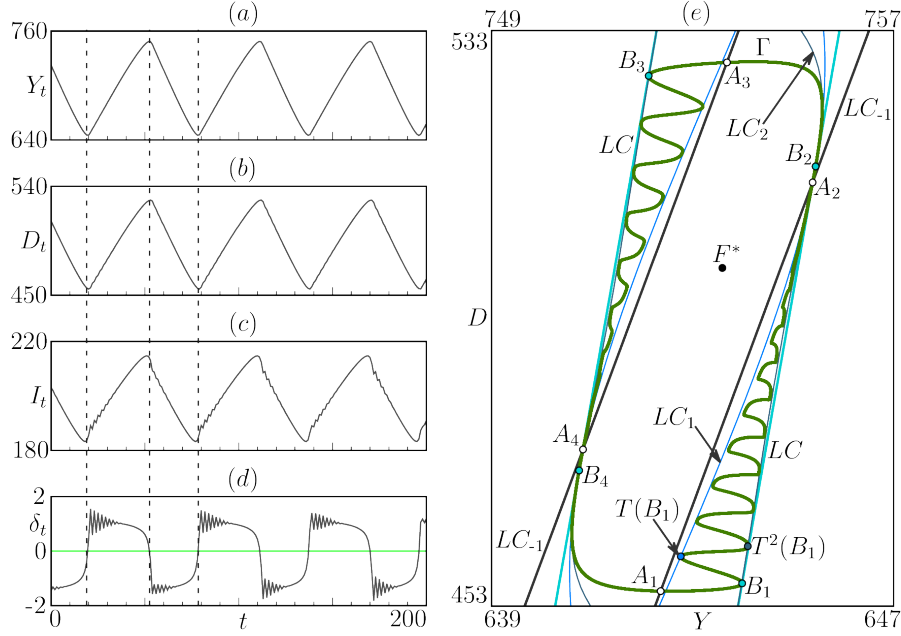 (a)
760
Y_t
640
(b)
540
D_t
450
(c)
220
I_t
180
(d)
2
δ_t
0
-2
0 t 200
(e)
749 757
533
B_3 A_3 Γ
LC_2 LC_{-1}
LC
B_2
A_2
F^*
D
LC_1
A_4 LC
B_4
T(B_1)
LC_{-1} T^2(B_1)
A_1 B_1
453
639 Y 647